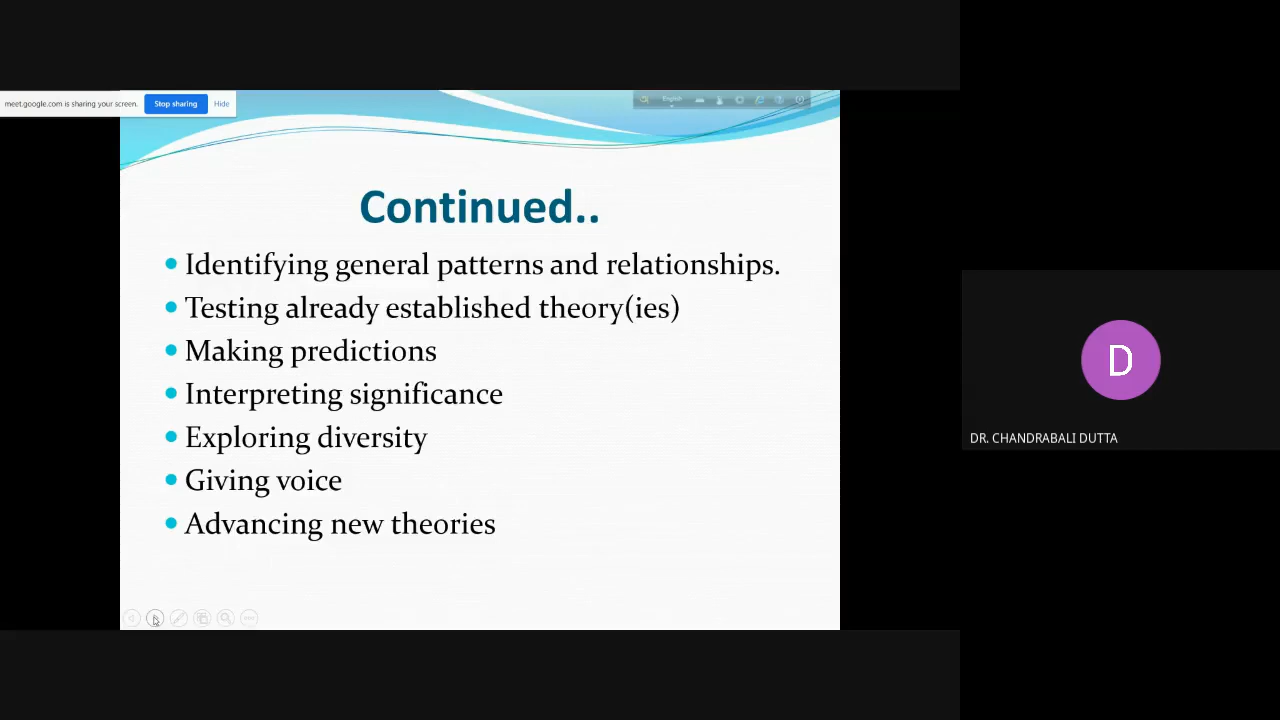 meet.google.com is sharing your screen.
Stop sharing
Hide
English
Continued..
Identifying general patterns and relationships.
Testing already established theory(ies)
Making predictions
Interpreting significance
Exploring diversity
Giving voice
Advancing new theories
D
DR. CHANDRABALI DUTTA